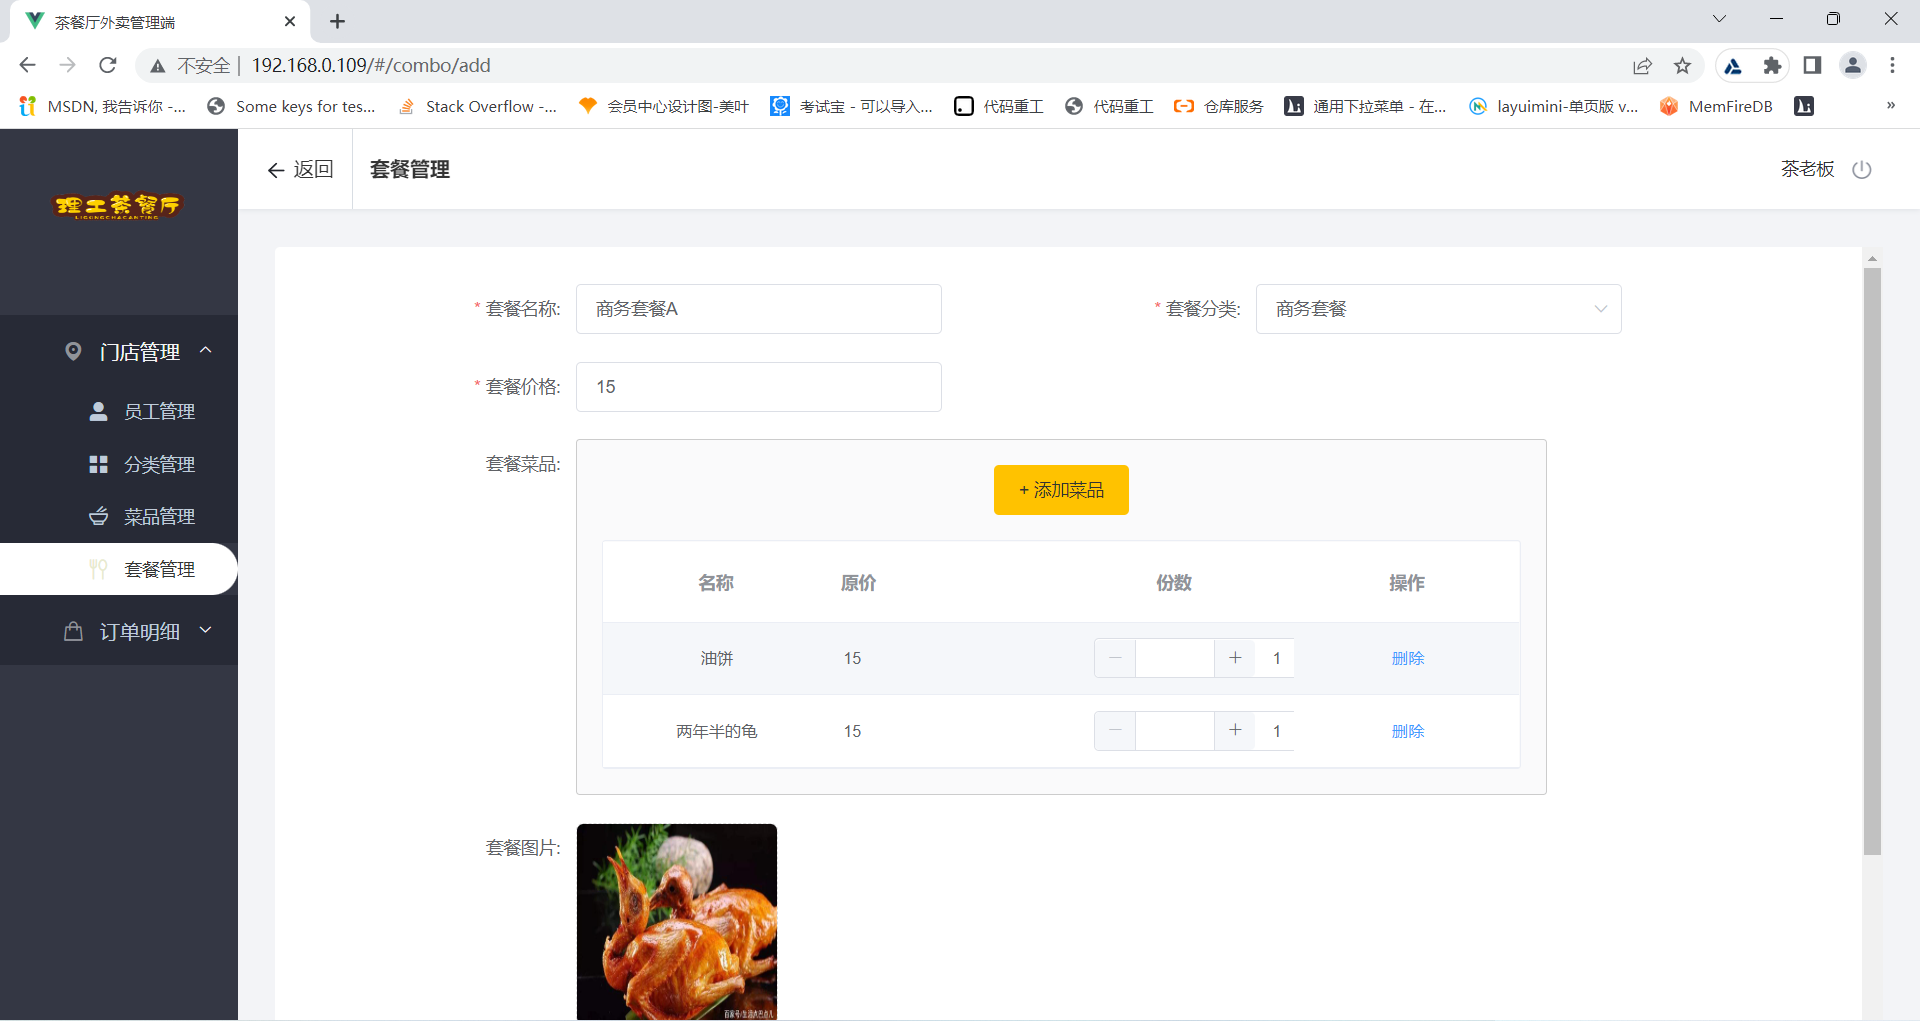 茶餐厅外卖管理端
不安全 192.168.0.109/#/combo/add
MSDN, 我告诉你 -...
Some keys for tes...
Stack Overflow -...
会员中心设计图-美叶
考试宝 - 可以导入...
代码重工
代码重工
仓库服务
通用下拉菜单 - 在...
layuimini-单页版 v...
MemFireDB
»
理工茶餐厅
LIGONGCHACANTING
返回
套餐管理
茶老板
门店管理
员工管理
分类管理
菜品管理
套餐管理
订单明细
* 套餐名称: 商务套餐A
* 套餐分类: 商务套餐
* 套餐价格: 15
套餐菜品:
+ 添加菜品
名称 原价 份数 操作
油饼 15 1 删除
两年半的龟 15 1 删除
套餐图片: